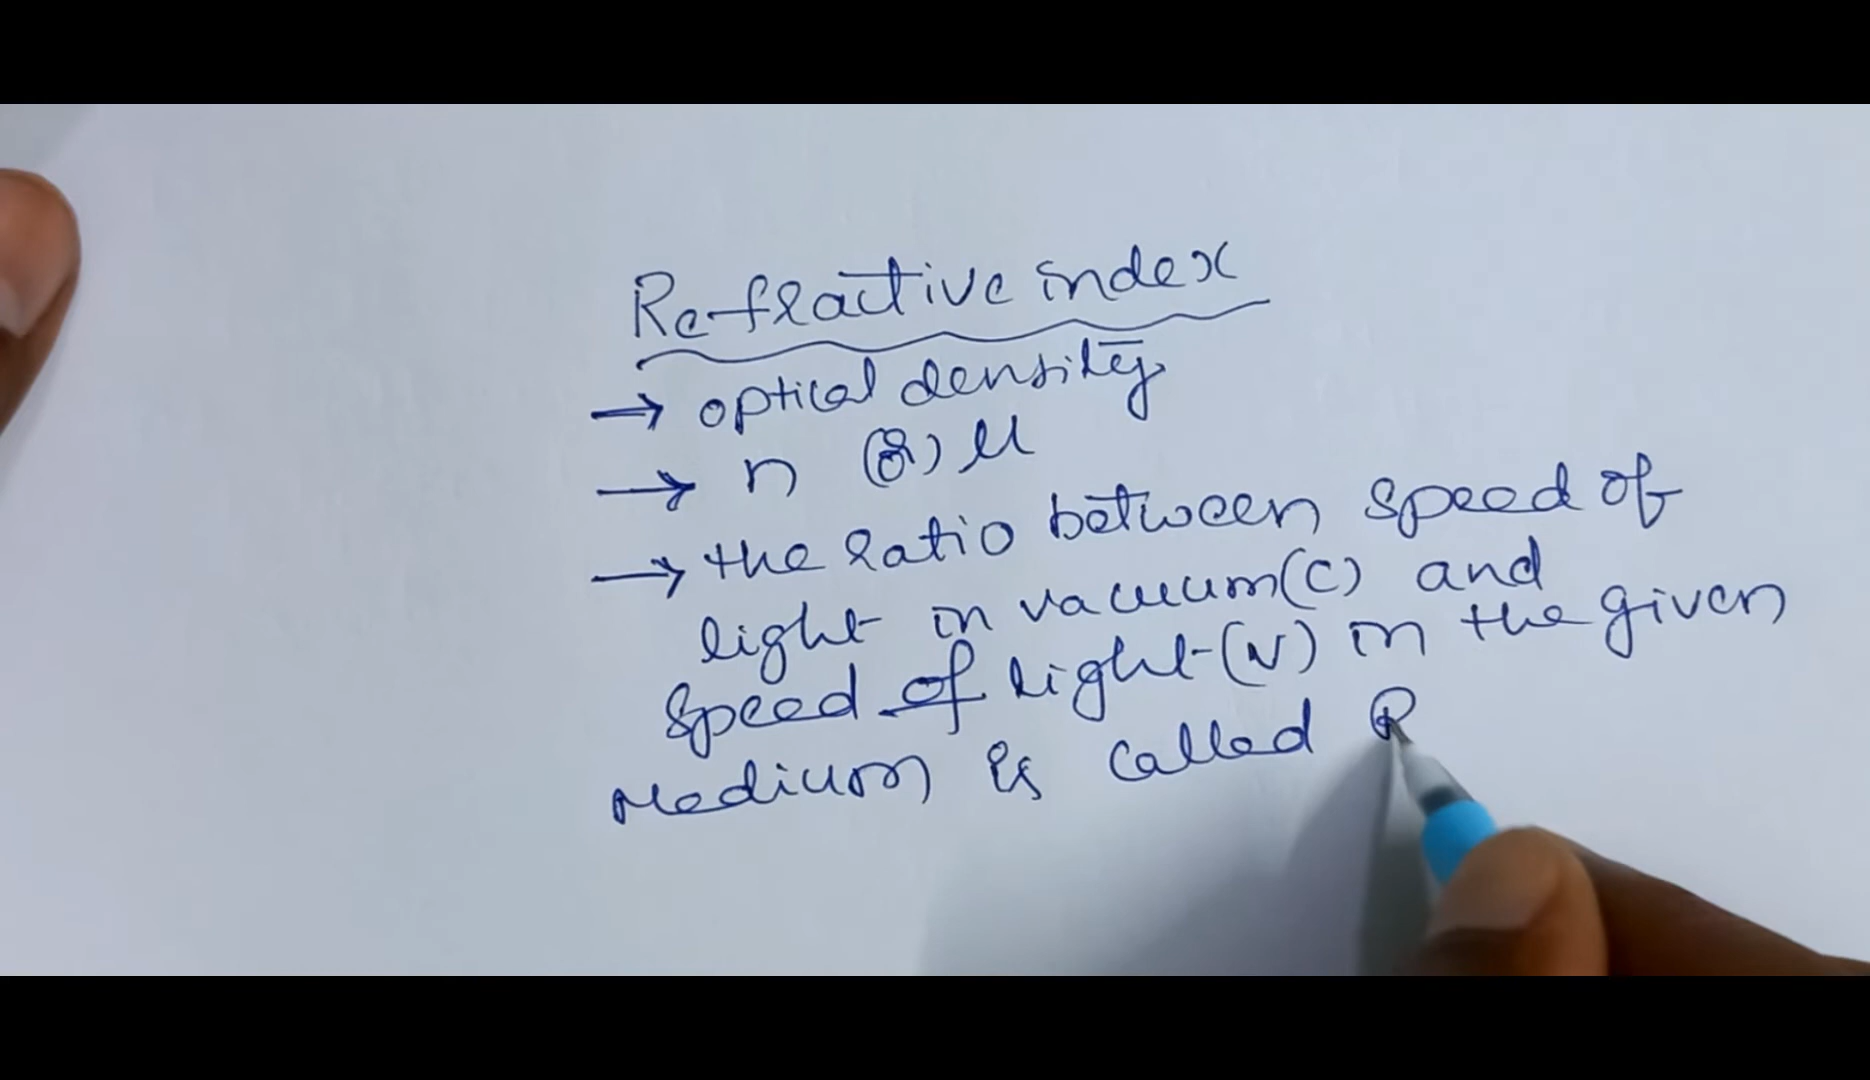 Refractive index
→ optical density
→ n (or) μ
→ the ratio between speed of
light in vacuum(c) and
speed of light (v) in the given
medium is called R